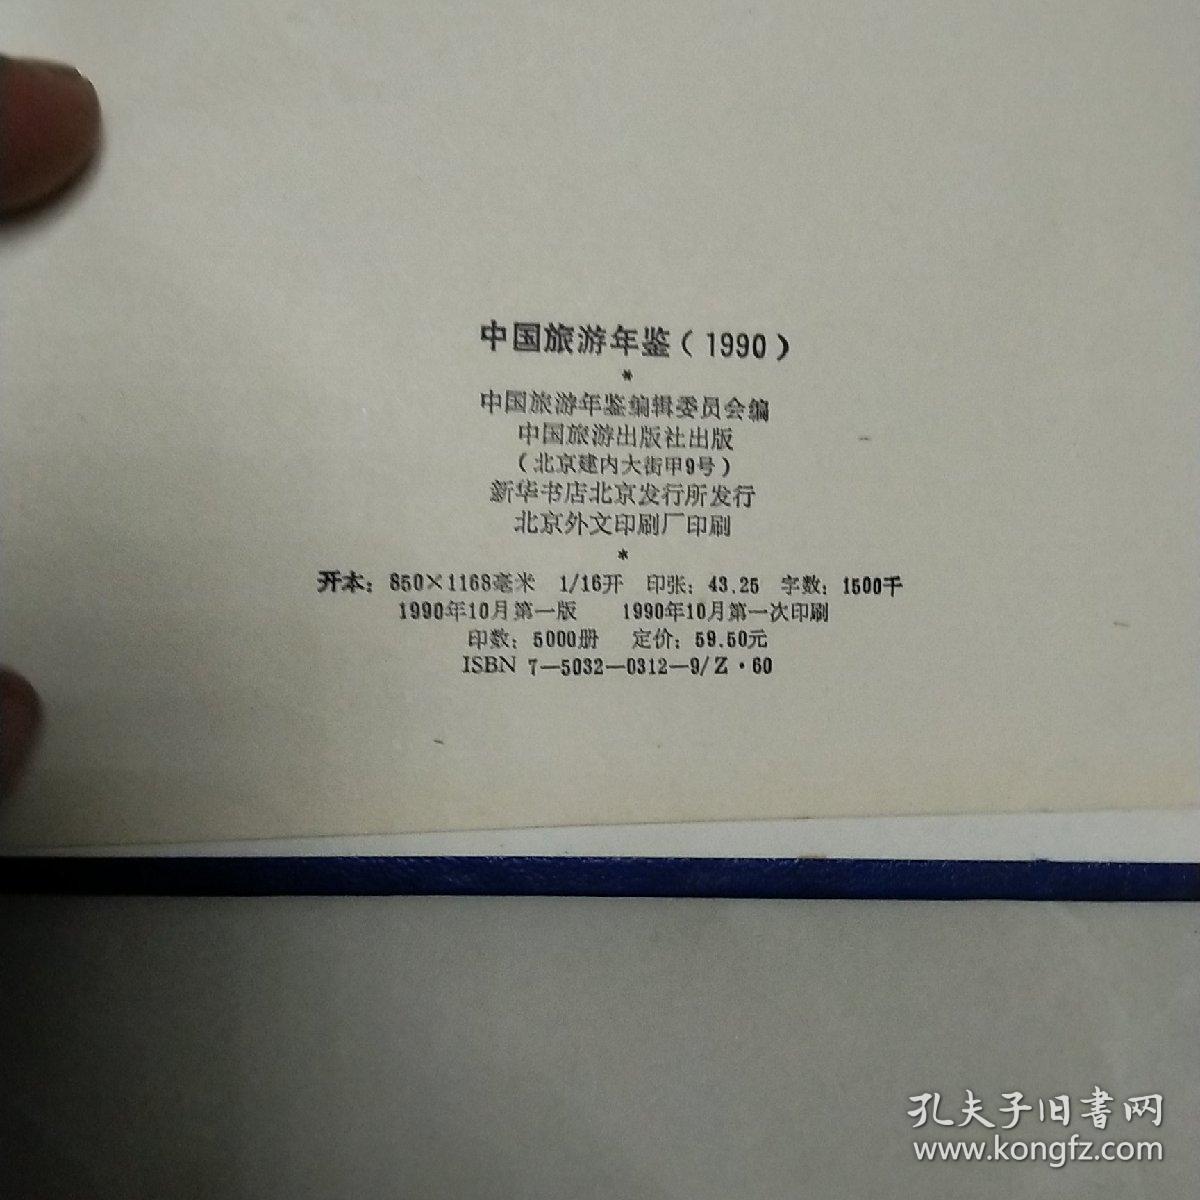 中国旅游年鉴（1990）
*
中国旅游年鉴编辑委员会编
中国旅游出版社出版
（北京建内大街甲9号）
新华书店北京发行所发行
北京外文印刷厂印刷
*
开本：850×1168毫米 1/16开 印张：43.25 字数：1500千
1990年10月第一版 1990年10月第一次印刷
印数：5000册 定价：59.50元
ISBN 7—5032—0312—9/Z·60
孔夫子旧书网
www.kongfz.com